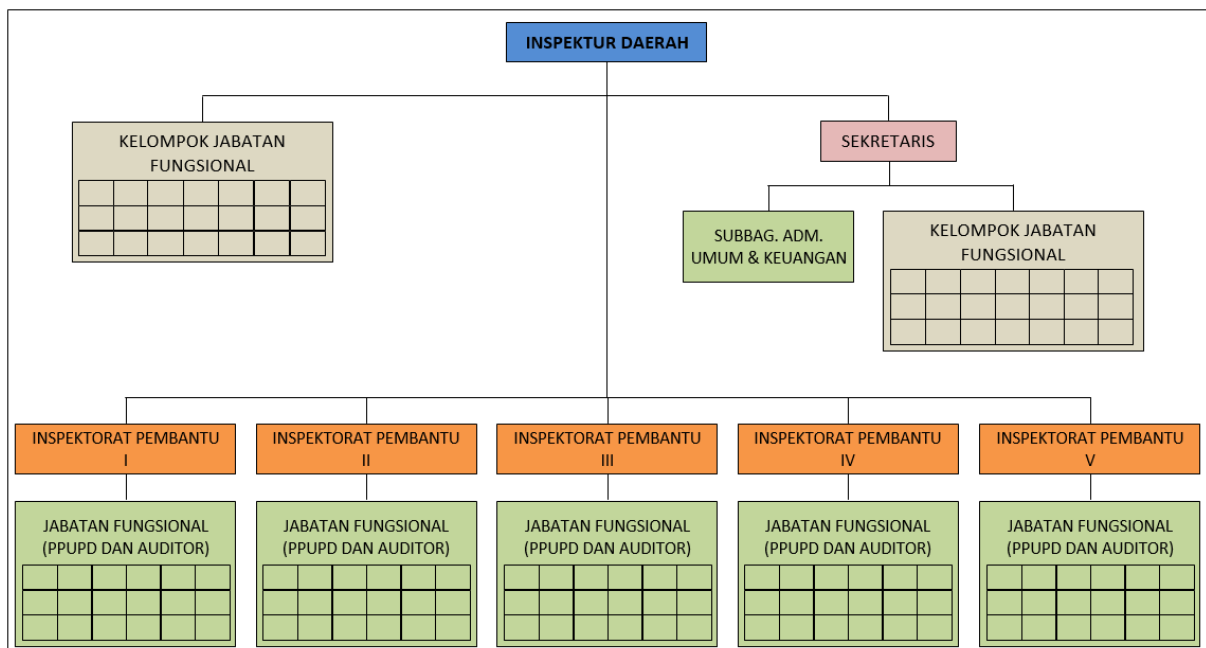 INSPEKTUR DAERAH
KELOMPOK JABATAN
FUNGSIONAL
SEKRETARIS
SUBBAG. ADM.
UMUM & KEUANGAN
KELOMPOK JABATAN
FUNGSIONAL
INSPEKTORAT PEMBANTU
I
INSPEKTORAT PEMBANTU
II
INSPEKTORAT PEMBANTU
III
INSPEKTORAT PEMBANTU
IV
INSPEKTORAT PEMBANTU
V
JABATAN FUNGSIONAL
(PPUPD DAN AUDITOR)
JABATAN FUNGSIONAL
(PPUPD DAN AUDITOR)
JABATAN FUNGSIONAL
(PPUPD DAN AUDITOR)
JABATAN FUNGSIONAL
(PPUPD DAN AUDITOR)
JABATAN FUNGSIONAL
(PPUPD DAN AUDITOR)